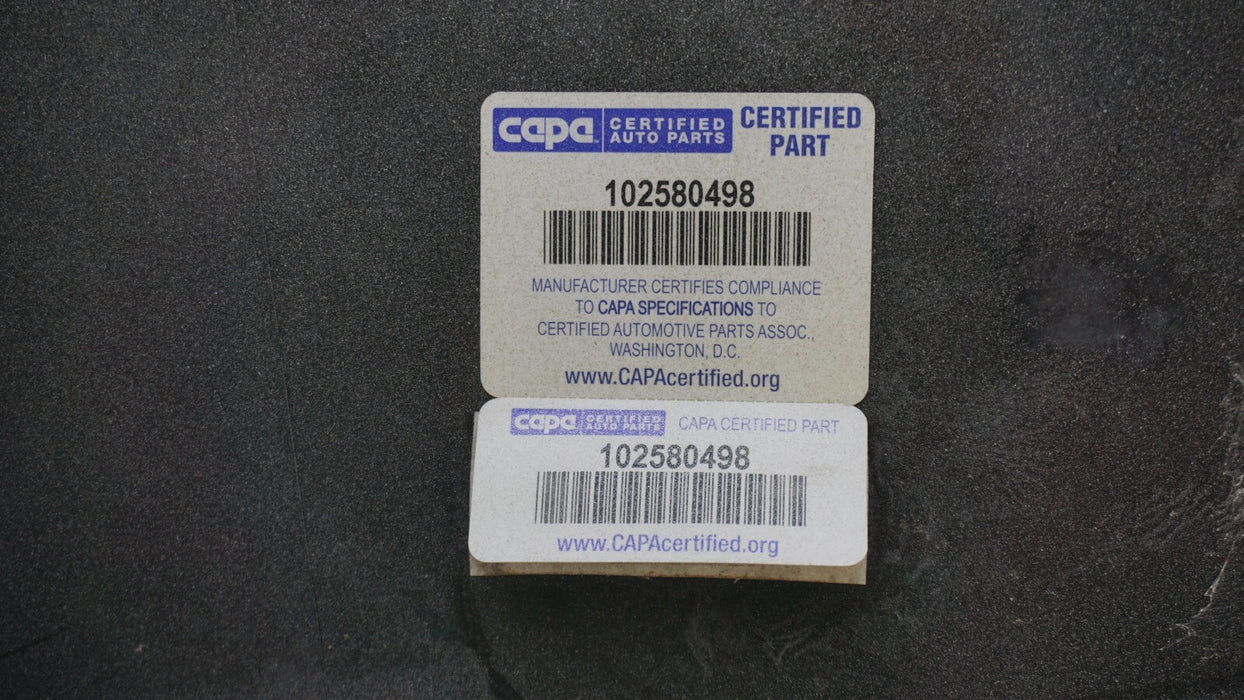 capa CERTIFIED AUTO PARTS CERTIFIED PART
102580498
MANUFACTURER CERTIFIES COMPLIANCE
TO CAPA SPECIFICATIONS TO
CERTIFIED AUTOMOTIVE PARTS ASSOC.,
WASHINGTON, D.C.
www.CAPAcertified.org
capa CERTIFIED AUTO PARTS CAPA CERTIFIED PART
102580498
www.CAPAcertified.org